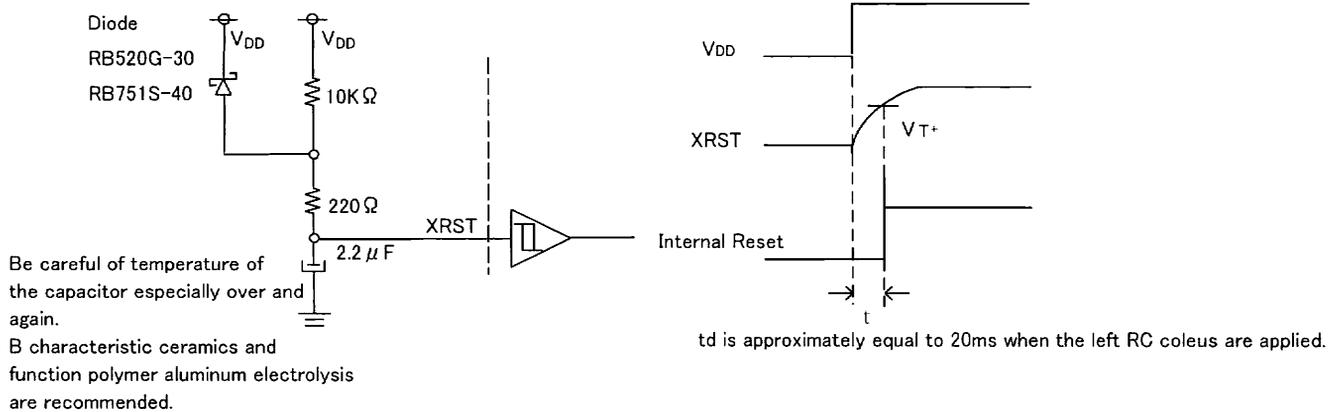 Diode
RB520G-30
RB751S-40
VDD
VDD
10KΩ
220Ω
XRST
2.2μF
Be careful of temperature of
the capacitor especially over and
again.
B characteristic ceramics and
function polymer aluminum electrolysis
are recommended.
VDD
XRST
VT+
Internal Reset
t
td is approximately equal to 20ms when the left RC coleus are applied.